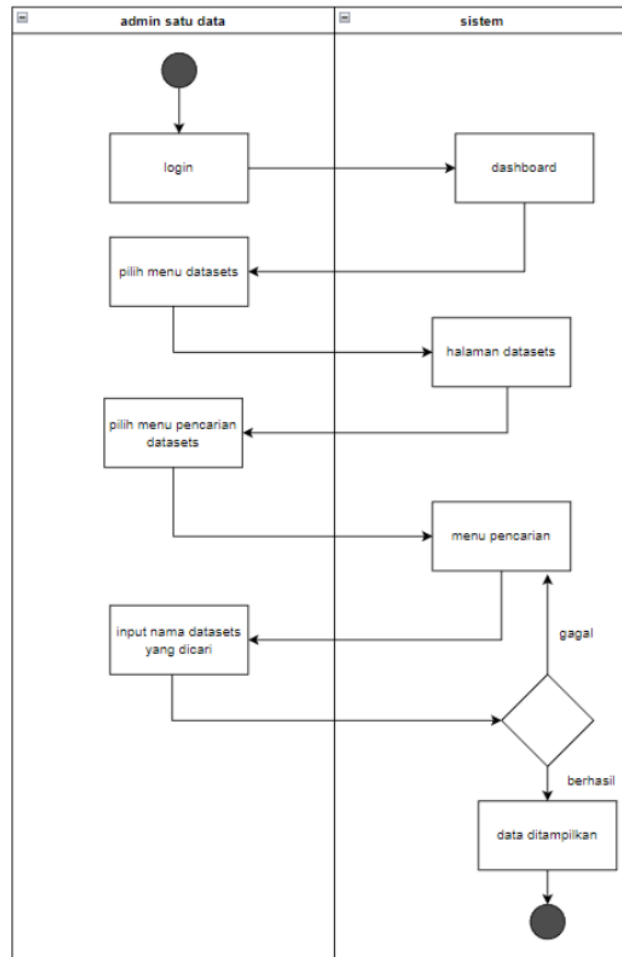 admin satu data
sistem
login
dashboard
pilih menu datasets
halaman datasets
pilih menu pencarian
datasets
menu pencarian
input nama datasets
yang dicari
gagal
berhasil
data ditampilkan